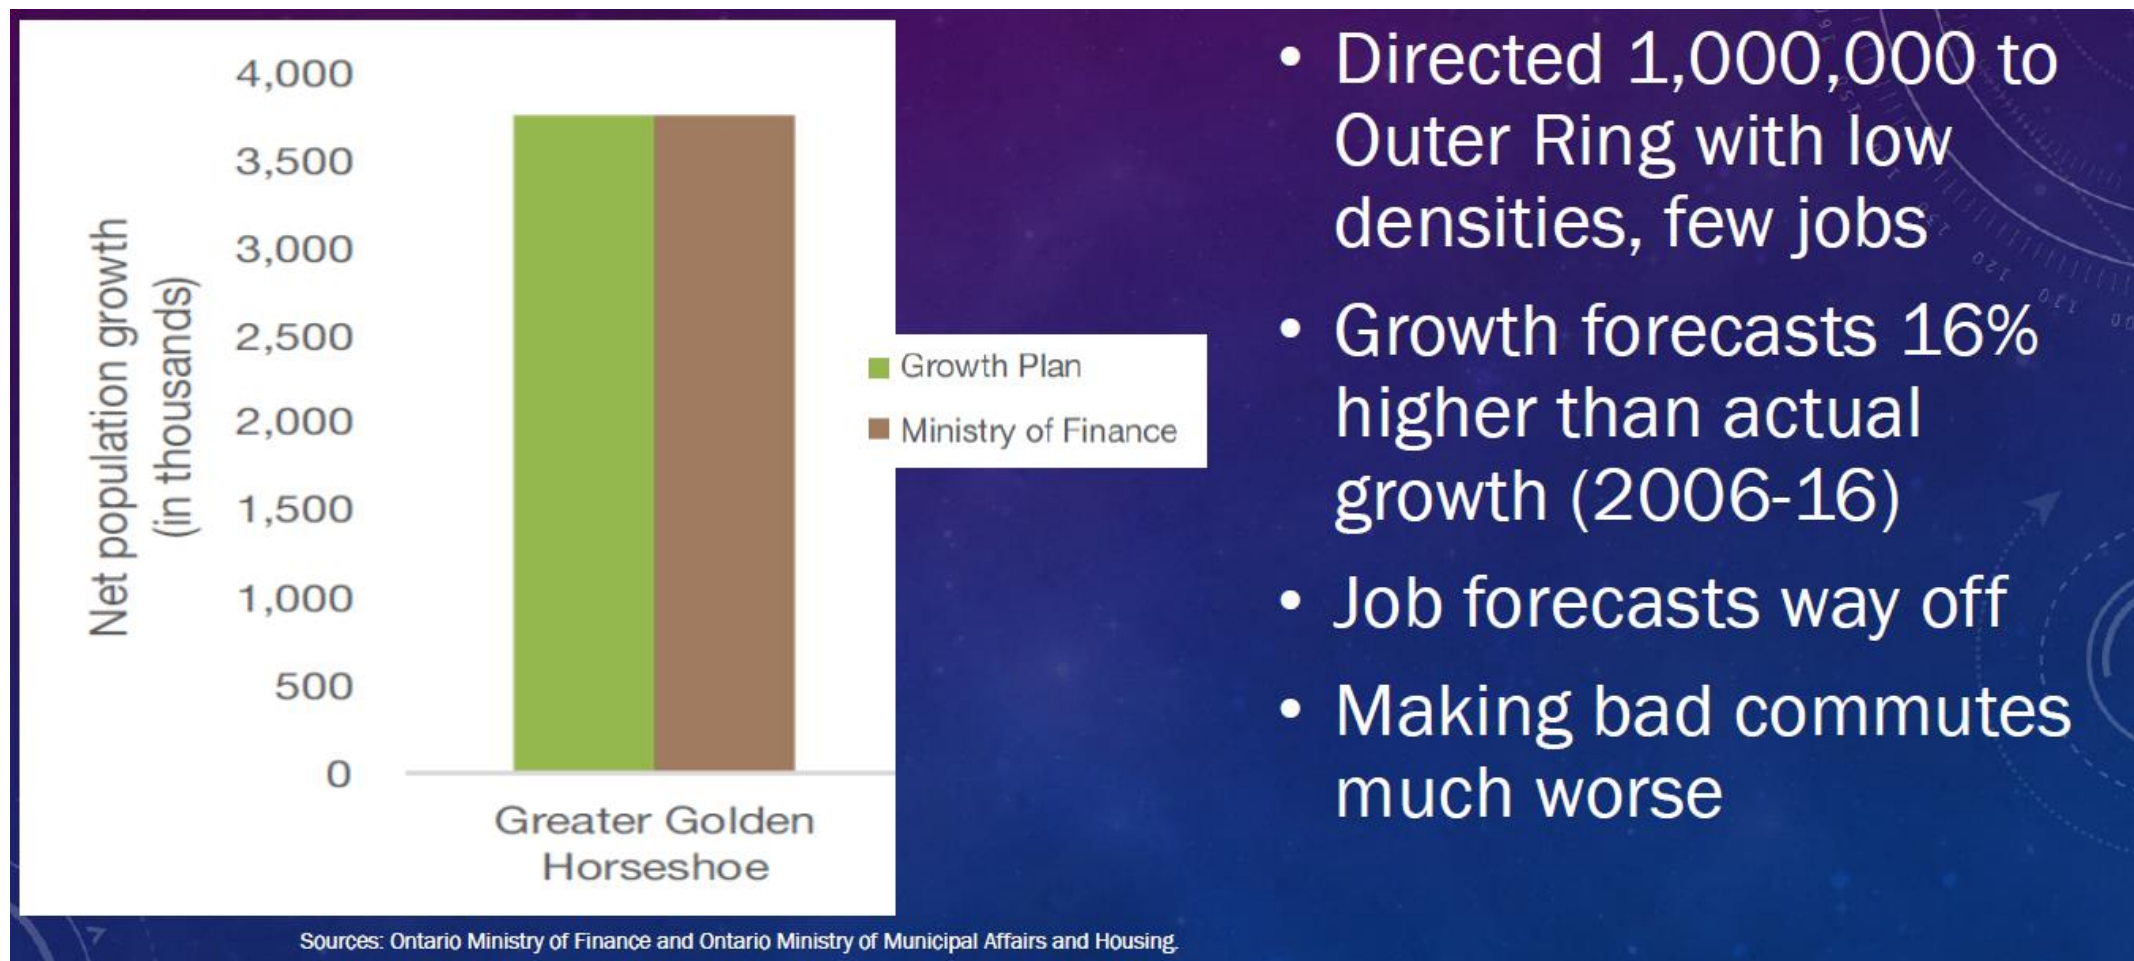 4,000
3,500
3,000
2,500
2,000
1,500
1,000
500
0
Net population growth
(in thousands)
Greater Golden
Horseshoe
Growth Plan
Ministry of Finance
• Directed 1,000,000 to
Outer Ring with low
densities, few jobs
• Growth forecasts 16%
higher than actual
growth (2006-16)
• Job forecasts way off
• Making bad commutes
much worse
Sources: Ontario Ministry of Finance and Ontario Ministry of Municipal Affairs and Housing.